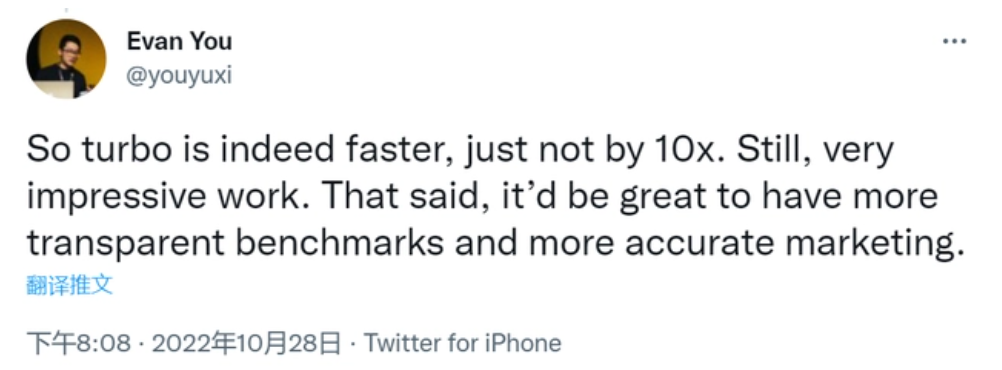 Evan You
@youyuxi
So turbo is indeed faster, just not by 10x. Still, very
impressive work. That said, it’d be great to have more
transparent benchmarks and more accurate marketing.
翻译推文
下午8:08 · 2022年10月28日 · Twitter for iPhone